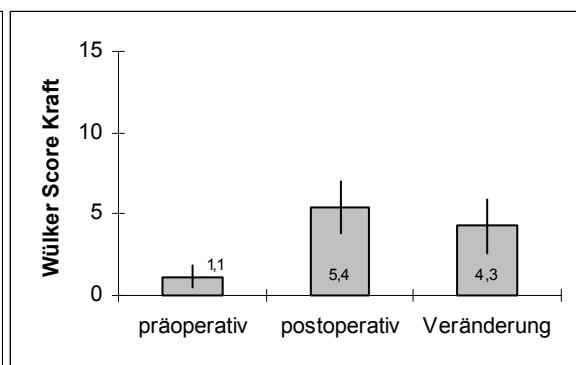 Wülker Score Kraft
15
10
5
0
1,1
5,4
4,3
präoperativ
postoperativ
Veränderung